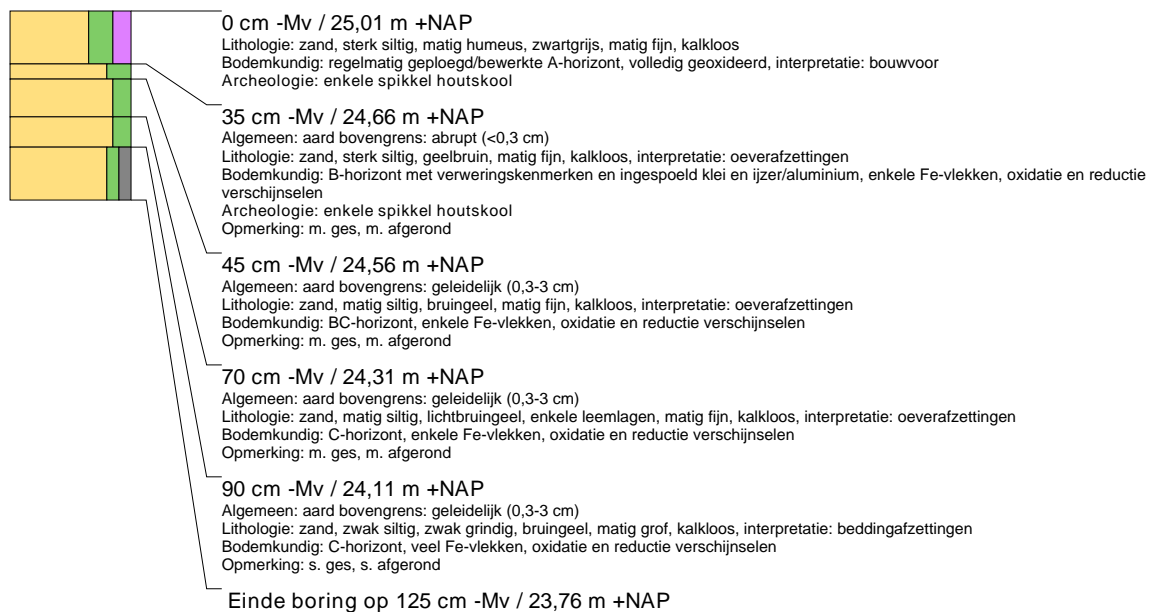 0 cm -Mv / 25,01 m +NAP
Lithologie: zand, sterk siltig, matig humeus, zwartgrijs, matig fijn, kalkloos
Bodemkundig: regelmatig geploegd/bewerkte A-horizont, volledig geoxideerd, interpretatie: bouwvoor
Archeologie: enkele spikkel houtskool
35 cm -Mv / 24,66 m +NAP
Algemeen: aard bovengrens: abrupt (<0,3 cm)
Lithologie: zand, sterk siltig, geelbruin, matig fijn, kalkloos, interpretatie: oeverafzettingen
Bodemkundig: B-horizont met verweringskenmerken en ingespoeld klei en ijzer/aluminium, enkele Fe-vlekken, oxidatie en reductie
verschijnselen
Archeologie: enkele spikkel houtskool
Opmerking: m. ges, m. afgerond
45 cm -Mv / 24,56 m +NAP
Algemeen: aard bovengrens: geleidelijk (0,3-3 cm)
Lithologie: zand, matig siltig, bruingeel, matig fijn, kalkloos, interpretatie: oeverafzettingen
Bodemkundig: BC-horizont, enkele Fe-vlekken, oxidatie en reductie verschijnselen
Opmerking: m. ges, m. afgerond
70 cm -Mv / 24,31 m +NAP
Algemeen: aard bovengrens: geleidelijk (0,3-3 cm)
Lithologie: zand, matig siltig, lichtbruingeel, enkele leemlagen, matig fijn, kalkloos, interpretatie: oeverafzettingen
Bodemkundig: C-horizont, enkele Fe-vlekken, oxidatie en reductie verschijnselen
Opmerking: m. ges, m. afgerond
90 cm -Mv / 24,11 m +NAP
Algemeen: aard bovengrens: geleidelijk (0,3-3 cm)
Lithologie: zand, zwak siltig, zwak grindig, bruingeel, matig grof, kalkloos, interpretatie: beddingafzettingen
Bodemkundig: C-horizont, veel Fe-vlekken, oxidatie en reductie verschijnselen
Opmerking: s. ges, s. afgerond
Einde boring op 125 cm -Mv / 23,76 m +NAP